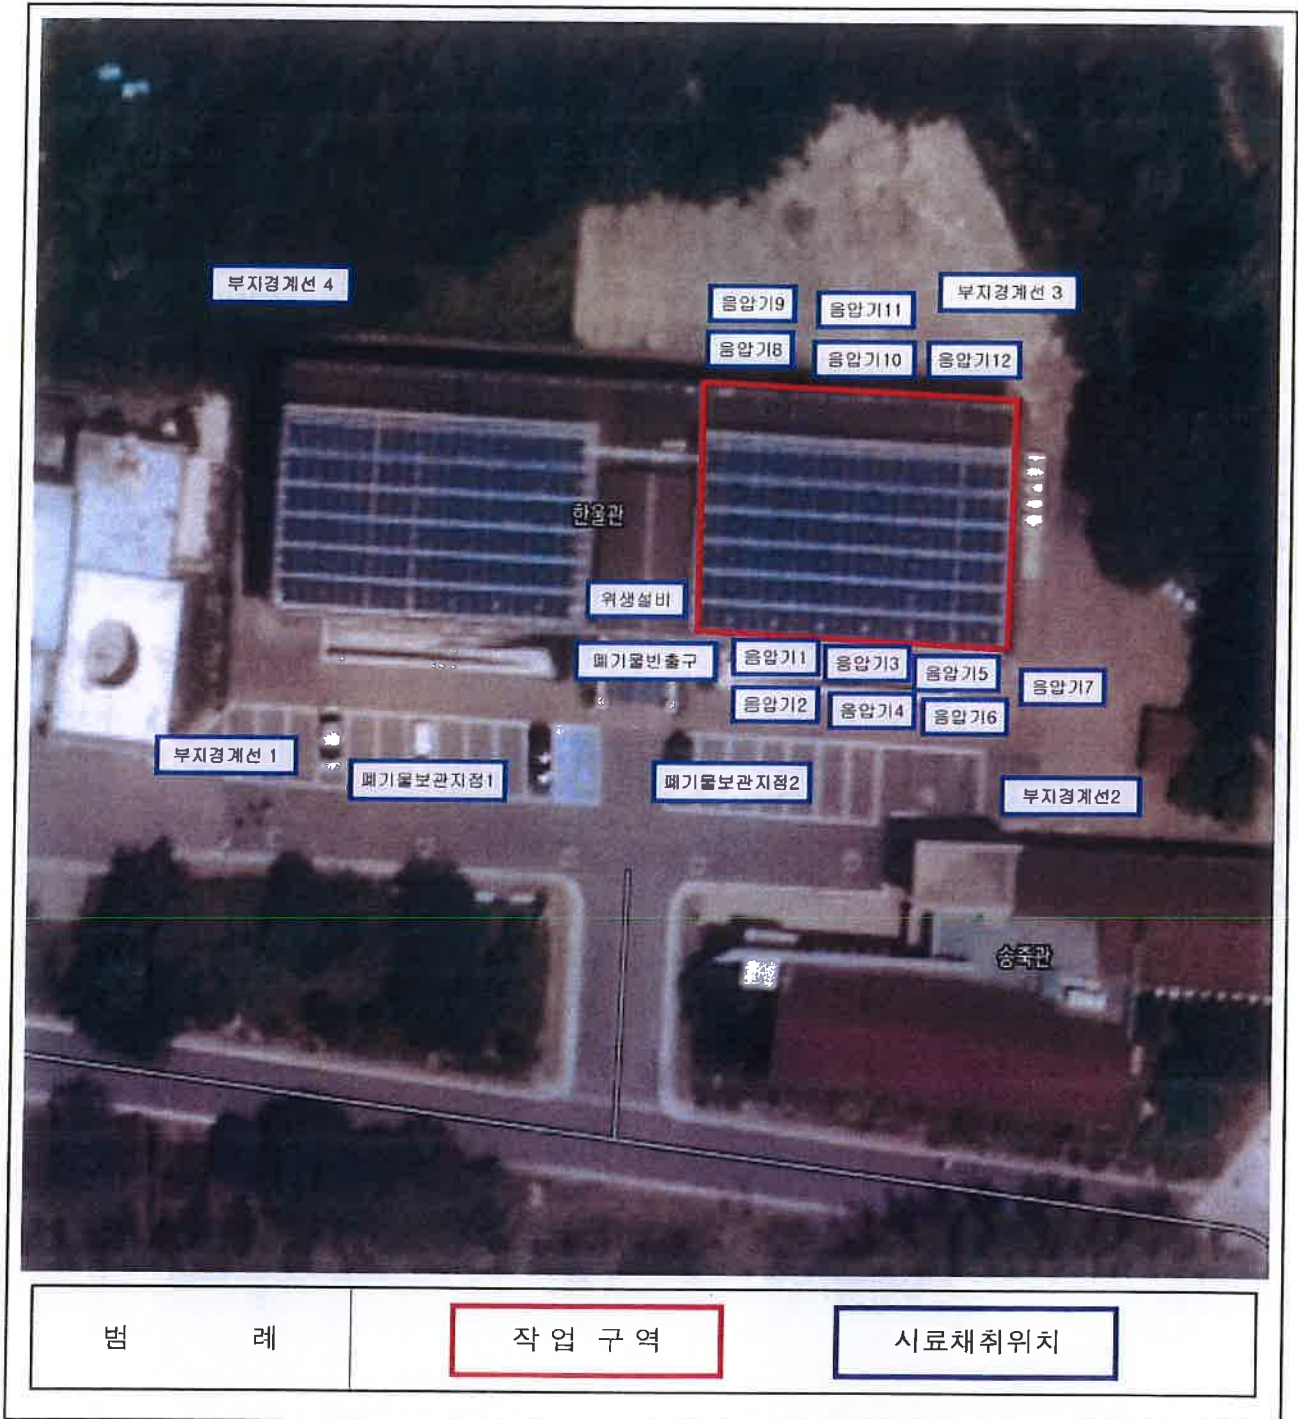 부지경계선 4
부지경계선 3
음압기9
음압기11
음압기8
음압기10
음압기12
한울관
위생설비
폐기물반출구
음압기1
음압기3
음압기5
음압기7
음압기2
음압기4
음압기6
부지경계선 1
폐기물보관지점1
폐기물보관지점2
부지경계선2
송죽관
범 례
작업 구역
시료채취위치